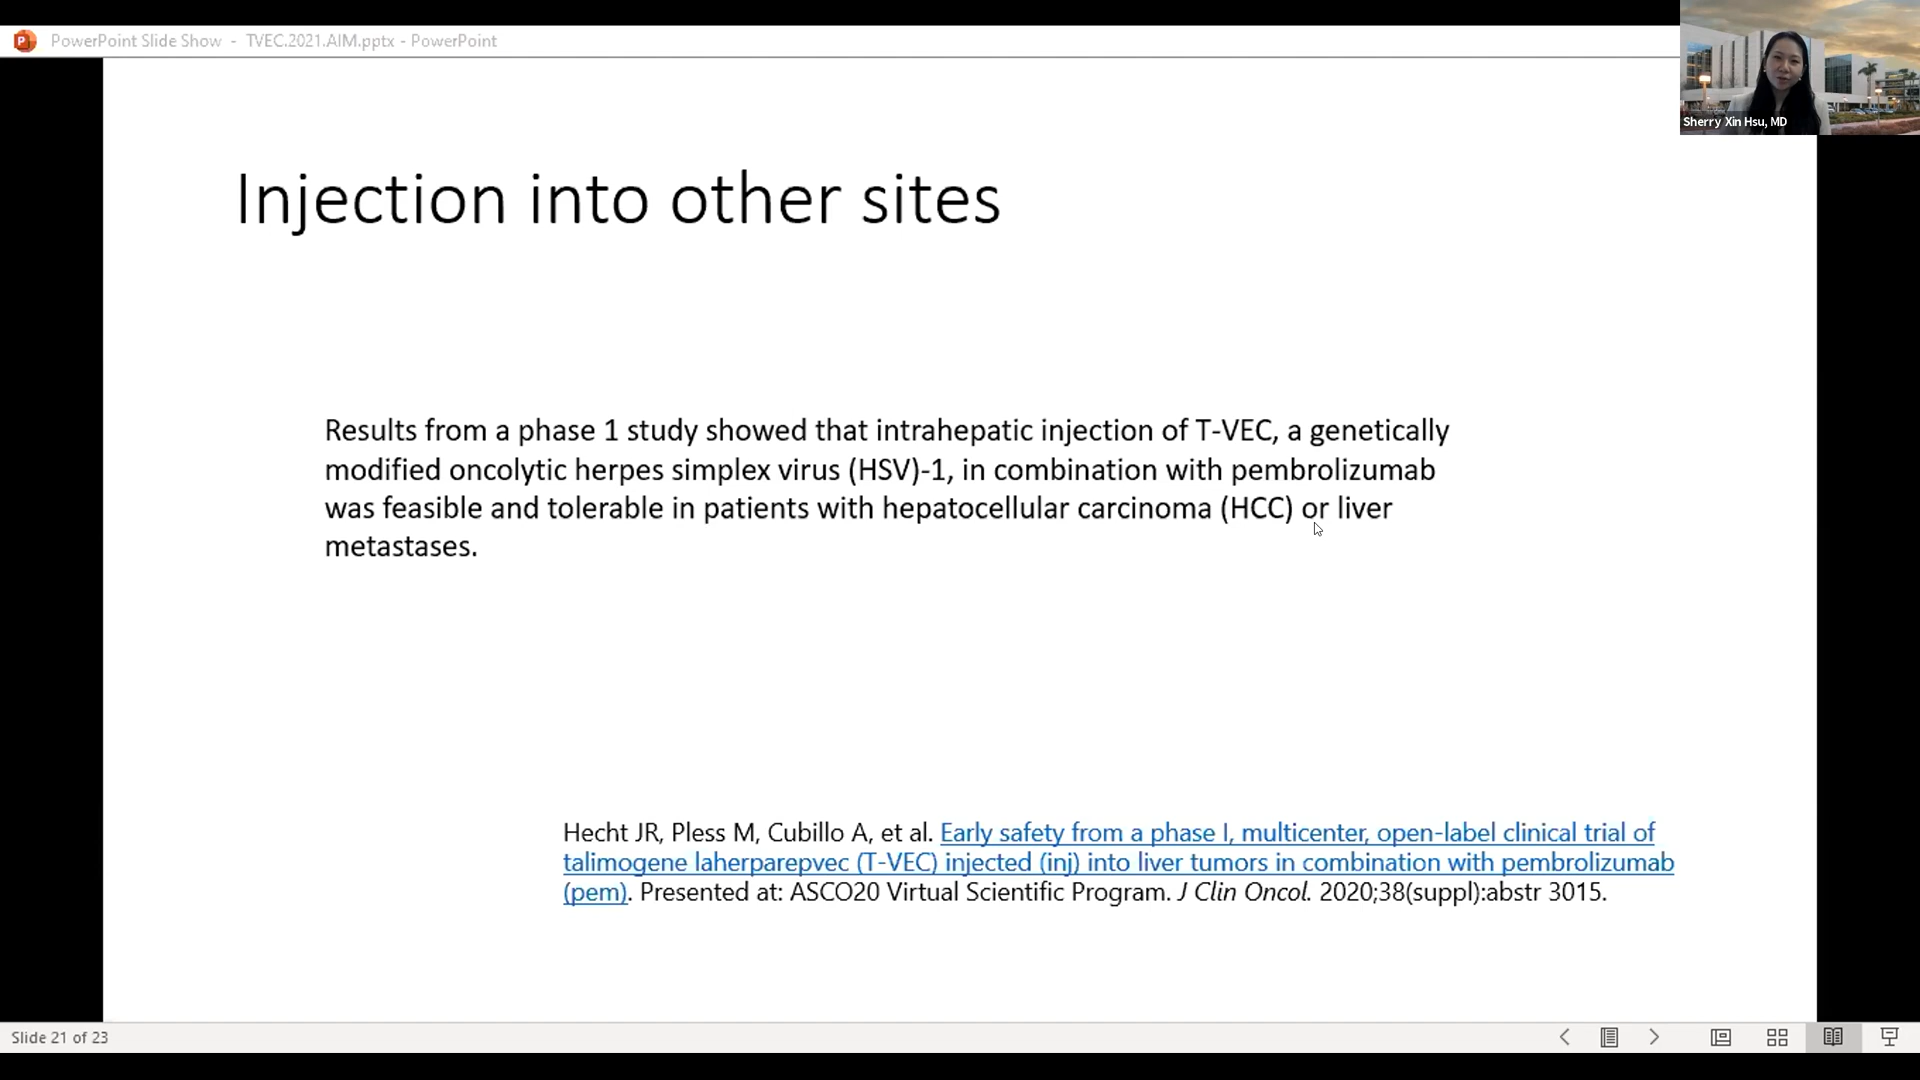 PowerPoint Slide Show - TVEC.2021.AIM.pptx - PowerPoint
Sherry Xin Hsu, MD
Injection into other sites
Results from a phase 1 study showed that intrahepatic injection of T-VEC, a genetically
modified oncolytic herpes simplex virus (HSV)-1, in combination with pembrolizumab
was feasible and tolerable in patients with hepatocellular carcinoma (HCC) or liver
metastases.
Hecht JR, Pless M, Cubillo A, et al. Early safety from a phase I, multicenter, open-label clinical trial of
talimogene laherparepvec (T-VEC) injected (inj) into liver tumors in combination with pembrolizumab
(pem). Presented at: ASCO20 Virtual Scientific Program. J Clin Oncol. 2020;38(suppl):abstr 3015.
Slide 21 of 23